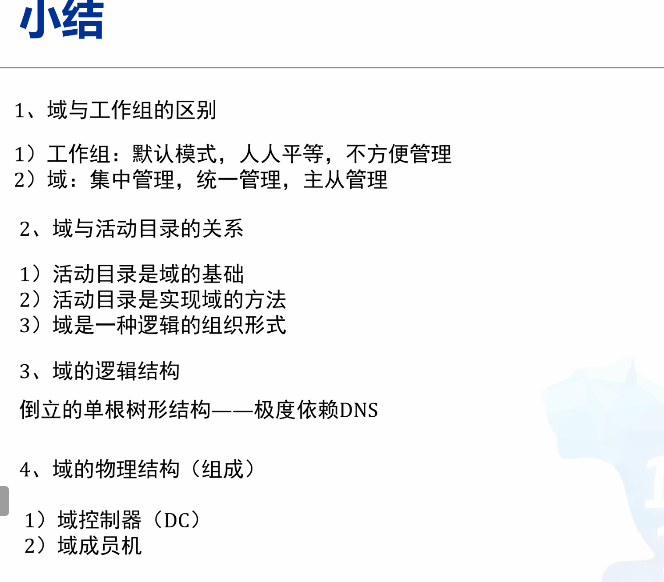 小结
1、域与工作组的区别
1）工作组：默认模式，人人平等，不方便管理
2）域：集中管理，统一管理，主从管理
2、域与活动目录的关系
1）活动目录是域的基础
2）活动目录是实现域的方法
3）域是一种逻辑的组织形式
3、域的逻辑结构
倒立的单根树形结构——极度依赖DNS
4、域的物理结构（组成）
1）域控制器（DC）
2）域成员机